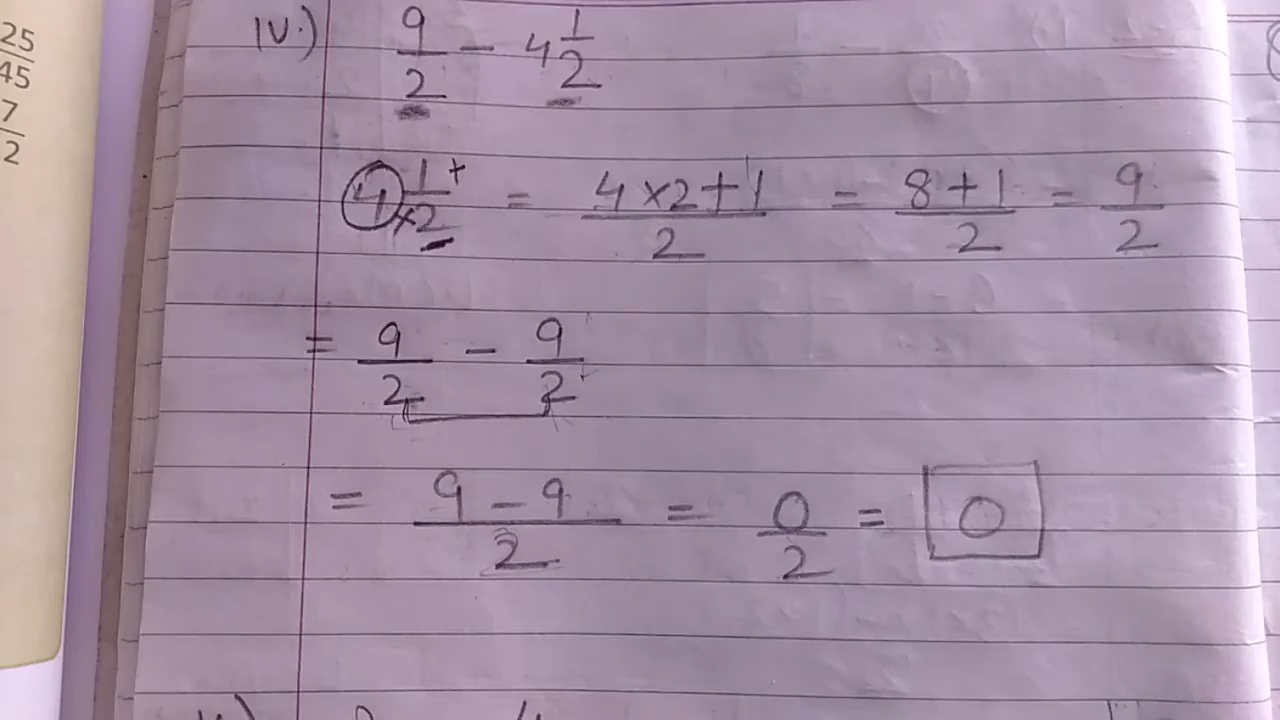 25/45
7/2
IV.) 9/2 - 4 1/2
4 1/2 + × = (4×2+1)/2 = (8+1)/2 = 9/2
= 9/2 - 9/2
= (9-9)/2 = 0/2 = 0